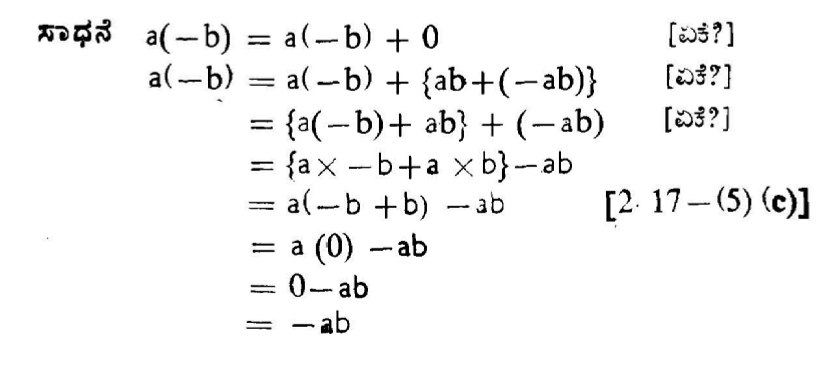 ಸಾಧನೆ a(−b) = a(−b) + 0 [ಏಕೆ?]
a(−b) = a(−b) + {ab+(−ab)} [ಏಕೆ?]
= {a(−b)+ ab} + (−ab) [ಏಕೆ?]
= {a × −b+a ×b}−ab
= a(−b +b) −ab [2· 17−(5) (c)]
= a (0) −ab
= 0−ab
= −ab